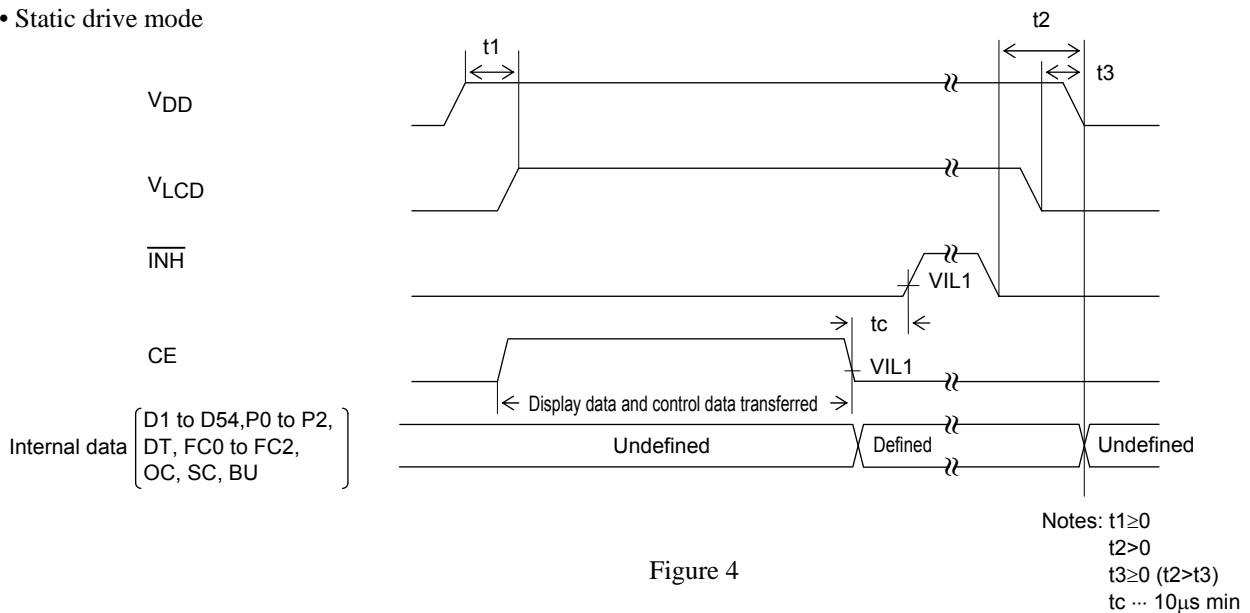 • Static drive mode
t2
t1
t3
VDD
VLCD
INH
VIL1
tc
CE
VIL1
Display data and control data transferred
Internal data
D1 to D54,P0 to P2,
DT, FC0 to FC2,
OC, SC, BU
Undefined
Defined
Undefined
Notes: t1≥0
t2>0
t3≥0 (t2>t3)
tc ··· 10μs min
Figure 4